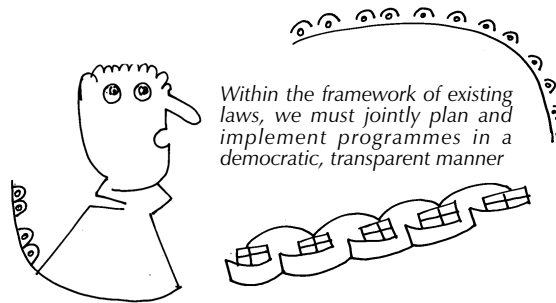 Within the framework of existing
laws, we must jointly plan and
implement programmes in a
democratic, transparent manner